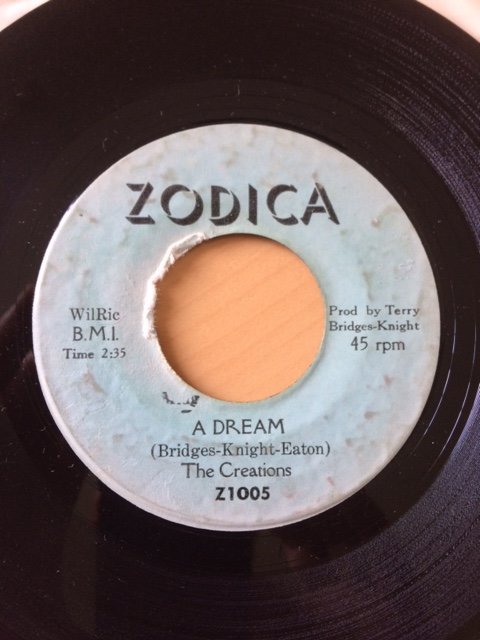 ZODICA
WilRic
B.M.I.
Time 2:35
Prod by Terry
Bridges-Knight
45 rpm
A DREAM
(Bridges-Knight-Eaton)
The Creations
Z1005